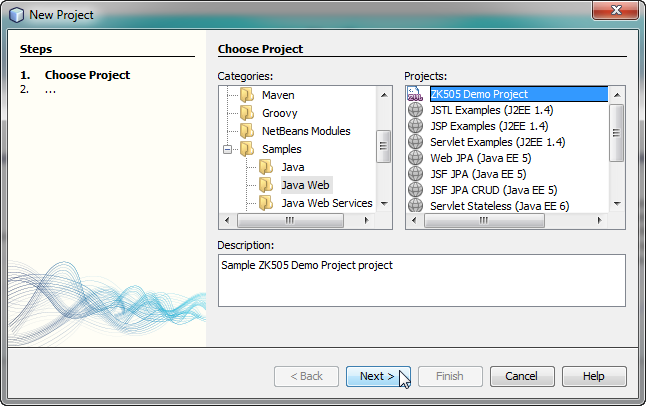 New Project
Steps
1. Choose Project
2. ...
Choose Project
Categories:
Maven
Groovy
NetBeans Modules
Samples
Java
Java Web
Java Web Services
Projects:
ZK505 Demo Project
JSTL Examples (J2EE 1.4)
JSP Examples (J2EE 1.4)
Servlet Examples (J2EE 1.4)
Web JPA (Java EE 5)
JSF JPA (Java EE 5)
JSF JPA CRUD (Java EE 5)
Servlet Stateless (Java EE 6)
Description:
Sample ZK505 Demo Project project
< Back
Next >
Finish
Cancel
Help